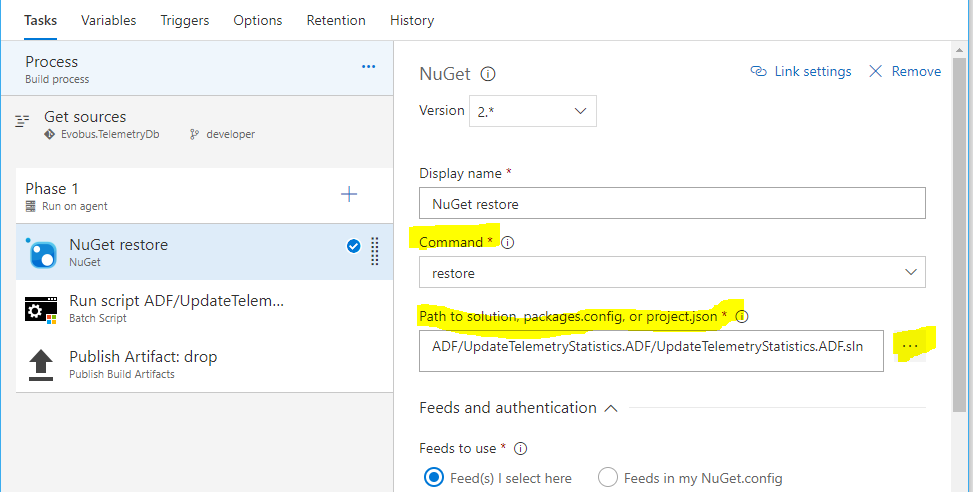 Tasks Variables Triggers Options Retention History
Process
Build process
...
Get sources
Evobus.TelemetryDb developer
Phase 1
Run on agent
NuGet restore
NuGet
Run script ADF/UpdateTelem...
Batch Script
Publish Artifact: drop
Publish Build Artifacts
NuGet Link settings Remove
Version 2.*
Display name *
NuGet restore
Command *
restore
Path to solution, packages.config, or project.json *
ADF/UpdateTelemetryStatistics.ADF/UpdateTelemetryStatistics.ADF.sln ...
Feeds and authentication
Feeds to use *
Feed(s) I select here Feeds in my NuGet.config